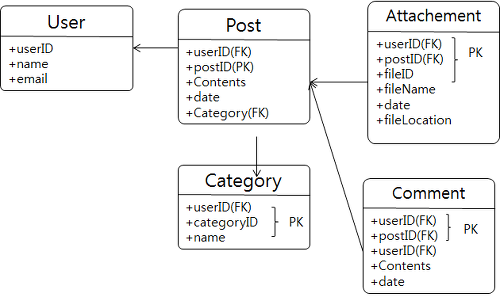 User
+userID
+name
+email
Post
+userID(FK)
+postID(PK)
+Contents
+date
+Category(FK)
Attachement
+userID(FK)
+postID(FK)
+fileID
+fileName
+date
+fileLocation
PK
Category
+userID(FK)
+categoryID
+name
PK
Comment
+userID(FK)
+postID(FK)
+userID(FK)
+Contents
+date
PK